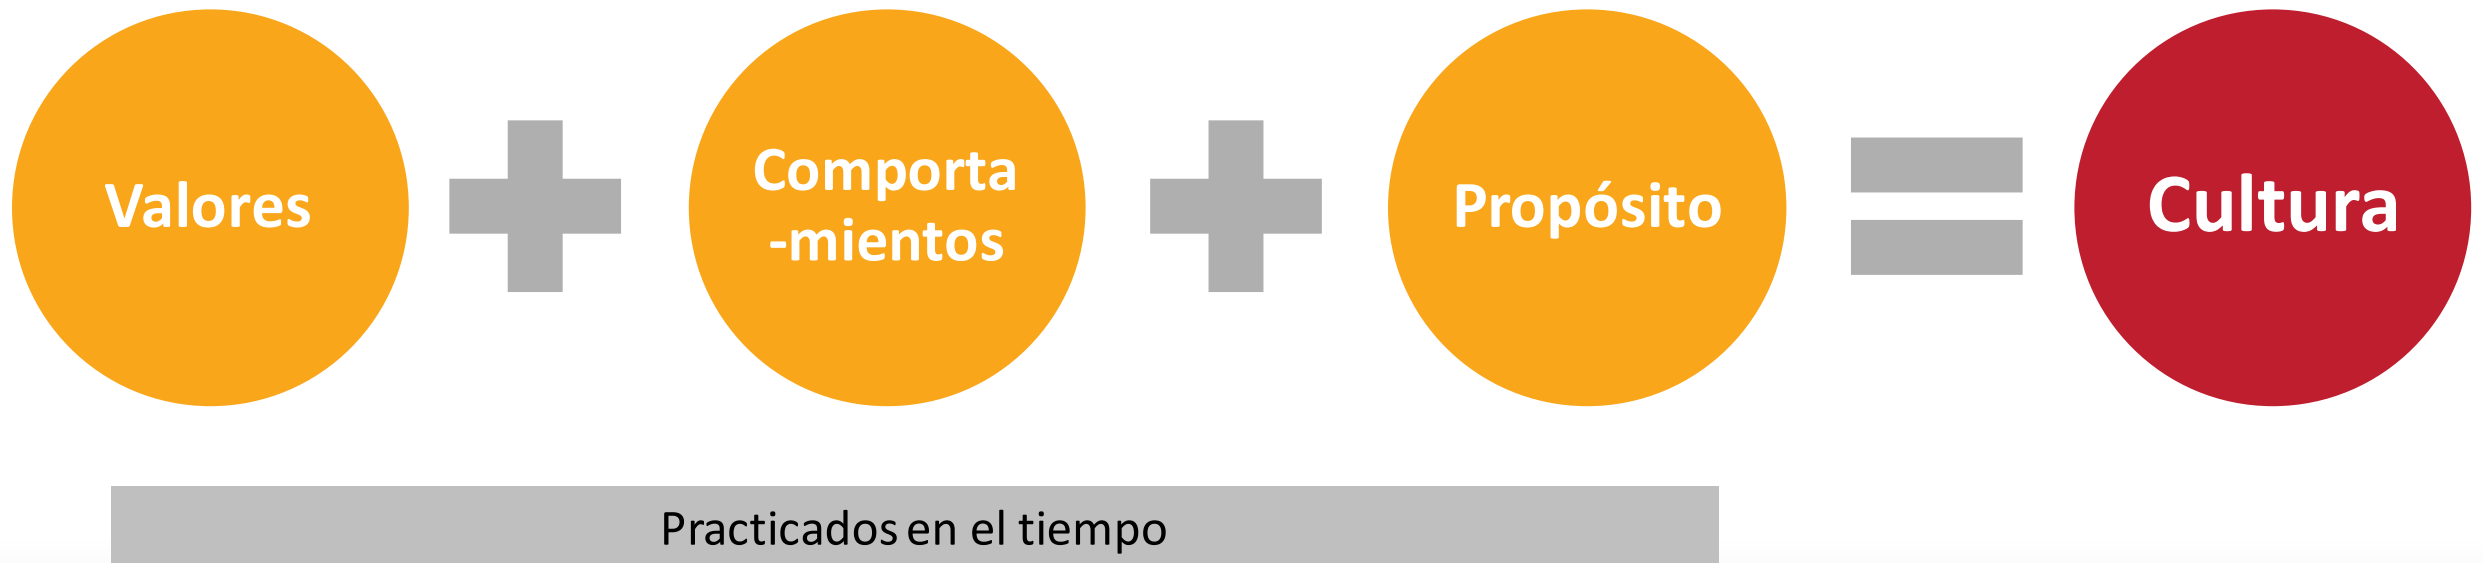 Valores
Comporta
-mientos
Propósito
Cultura
Practicados en el tiempo